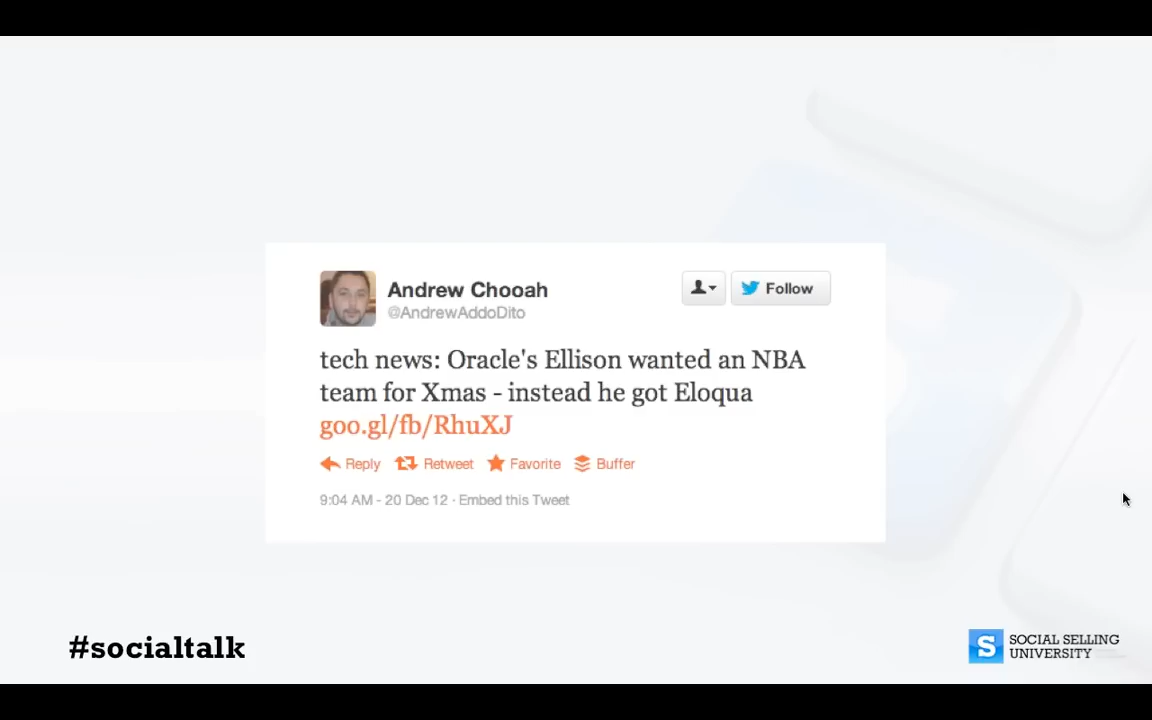 Andrew Chooah
@AndrewAddoDito
Follow
tech news: Oracle's Ellison wanted an NBA
team for Xmas - instead he got Eloqua
goo.gl/fb/RhuXJ
Reply Retweet Favorite Buffer
9:04 AM - 20 Dec 12 · Embed this Tweet
#socialtalk
S
SOCIAL SELLING
UNIVERSITY